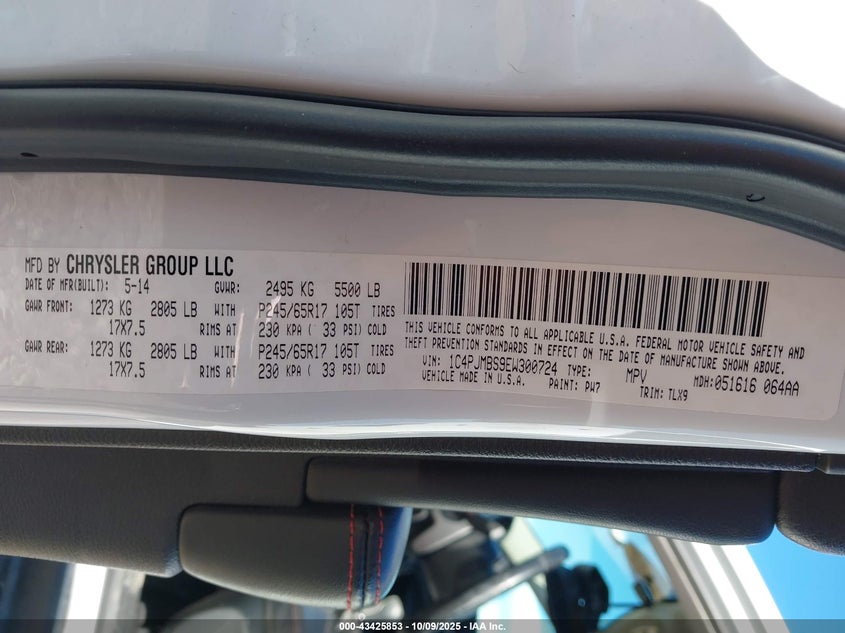 MFD BY CHRYSLER GROUP LLC
DATE OF MFR(BUILT): 5-14 GVWR: 2495 KG 5500 LB
GAWR FRONT: 1273 KG 2805 LB WITH P245/65R17 105T TIRES
17X7.5 RIMS AT 230 KPA ( 33 PSI) COLD
GAWR REAR: 1273 KG 2805 LB WITH P245/65R17 105T TIRES
17X7.5 RIMS AT 230 KPA ( 33 PSI) COLD
THIS VEHICLE CONFORMS TO ALL APPLICABLE U.S.A. FEDERAL MOTOR VEHICLE SAFETY AND
THEFT PREVENTION STANDARDS IN EFFECT ON THE DATE OF MANUFACTURE SHOWN ABOVE.
VIN: 1C4PJMBS9EW300724 TYPE: MPV MDH:051616 064AA
VEHICLE MADE IN U.S.A. PAINT: PW7 TRIM: TLX9
000-43425853 | 10/09/2025 | IAA Inc.